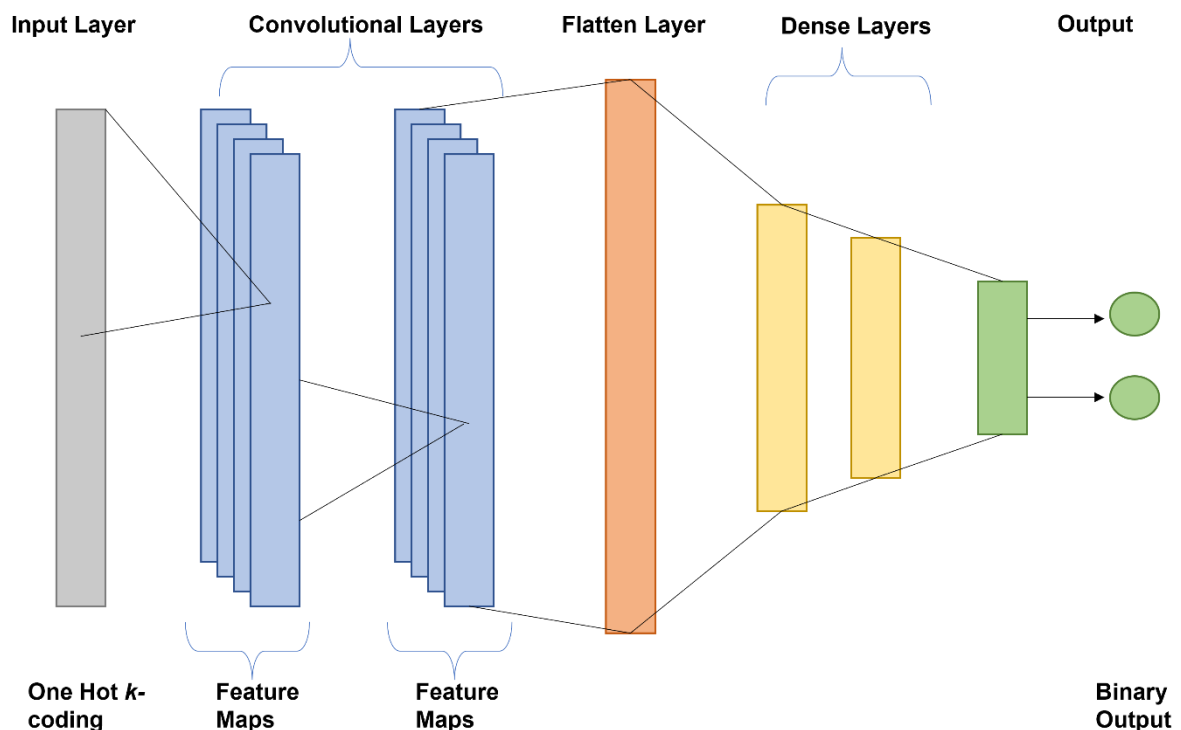 Input Layer
Convolutional Layers
Flatten Layer
Dense Layers
Output
One Hot k-
coding
Feature
Maps
Feature
Maps
Binary
Output